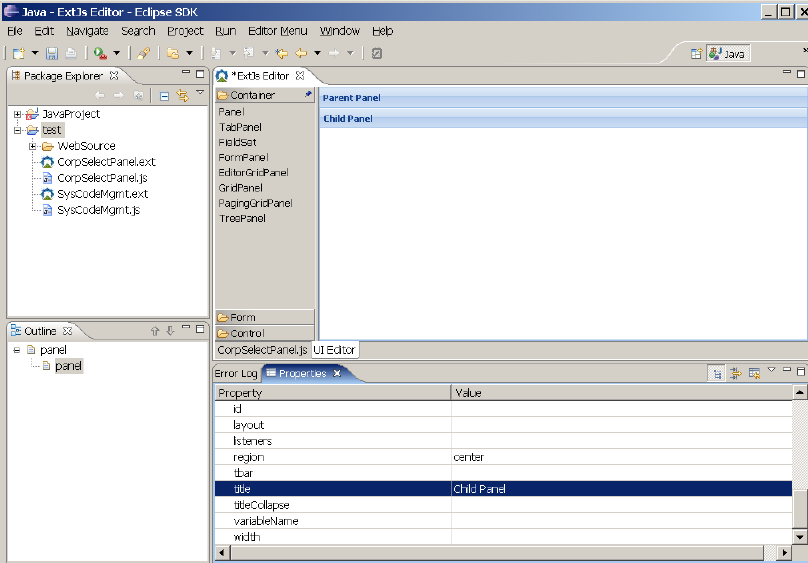 Java - ExtJs Editor - Eclipse SDK
File Edit Navigate Search Project Run Editor Menu Window Help
Java
Package Explorer
JavaProject
test
WebSource
CorpSelectPanel.ext
CorpSelectPanel.js
SysCodeMgmt.ext
SysCodeMgmt.js
Outline
panel
panel
*ExtJs Editor
Container
Panel
TabPanel
FieldSet
FormPanel
EditorGridPanel
GridPanel
PagingGridPanel
TreePanel
Form
Control
Parent Panel
Child Panel
CorpSelectPanel.js UI Editor
Error Log Properties
Property Value
id
layout
listeners
region center
tbar
title Child Panel
titleCollapse
variableName
width